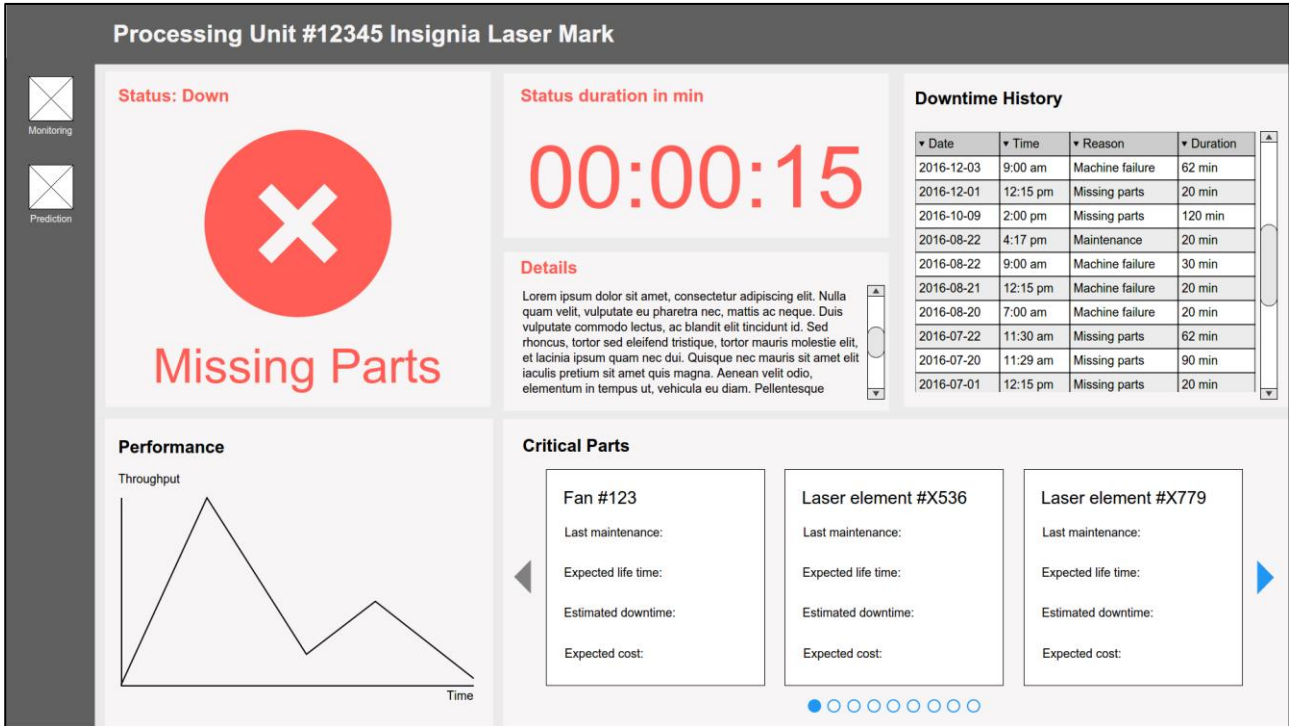 Processing Unit #12345 Insignia Laser Mark
Monitoring
Prediction
Status: Down
Missing Parts
Status duration in min
00:00:15
Details
Lorem ipsum dolor sit amet, consectetur adipiscing elit. Nulla
quam velit, vulputate eu pharetra nec, mattis ac neque. Duis
vulputate commodo lectus, ac blandit elit tincidunt id. Sed
rhoncus, tortor sed eleifend tristique, tortor mauris molestie elit,
et lacinia ipsum quam nec dui. Quisque nec mauris sit amet elit
iaculis pretium sit amet quis magna. Aenean velit odio,
elementum in tempus ut, vehicula eu diam. Pellentesque
Downtime History
Date Time Reason Duration
2016-12-03 9:00 am Machine failure 62 min
2016-12-01 12:15 pm Missing parts 20 min
2016-10-09 2:00 pm Missing parts 120 min
2016-08-22 4:17 pm Maintenance 20 min
2016-08-22 9:00 am Machine failure 30 min
2016-08-21 12:15 pm Machine failure 20 min
2016-08-20 7:00 am Machine failure 20 min
2016-07-22 11:30 am Missing parts 62 min
2016-07-20 11:29 am Missing parts 90 min
2016-07-01 12:15 pm Missing parts 20 min
Performance
Throughput
Time
Critical Parts
Fan #123
Last maintenance:
Expected life time:
Estimated downtime:
Expected cost:
Laser element #X536
Last maintenance:
Expected life time:
Estimated downtime:
Expected cost:
Laser element #X779
Last maintenance:
Expected life time:
Estimated downtime:
Expected cost: